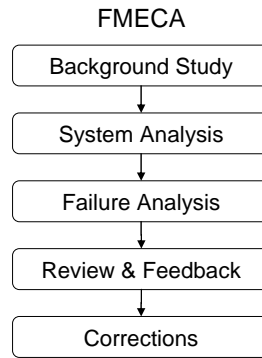 FMECA
Background Study
System Analysis
Failure Analysis
Review & Feedback
Corrections